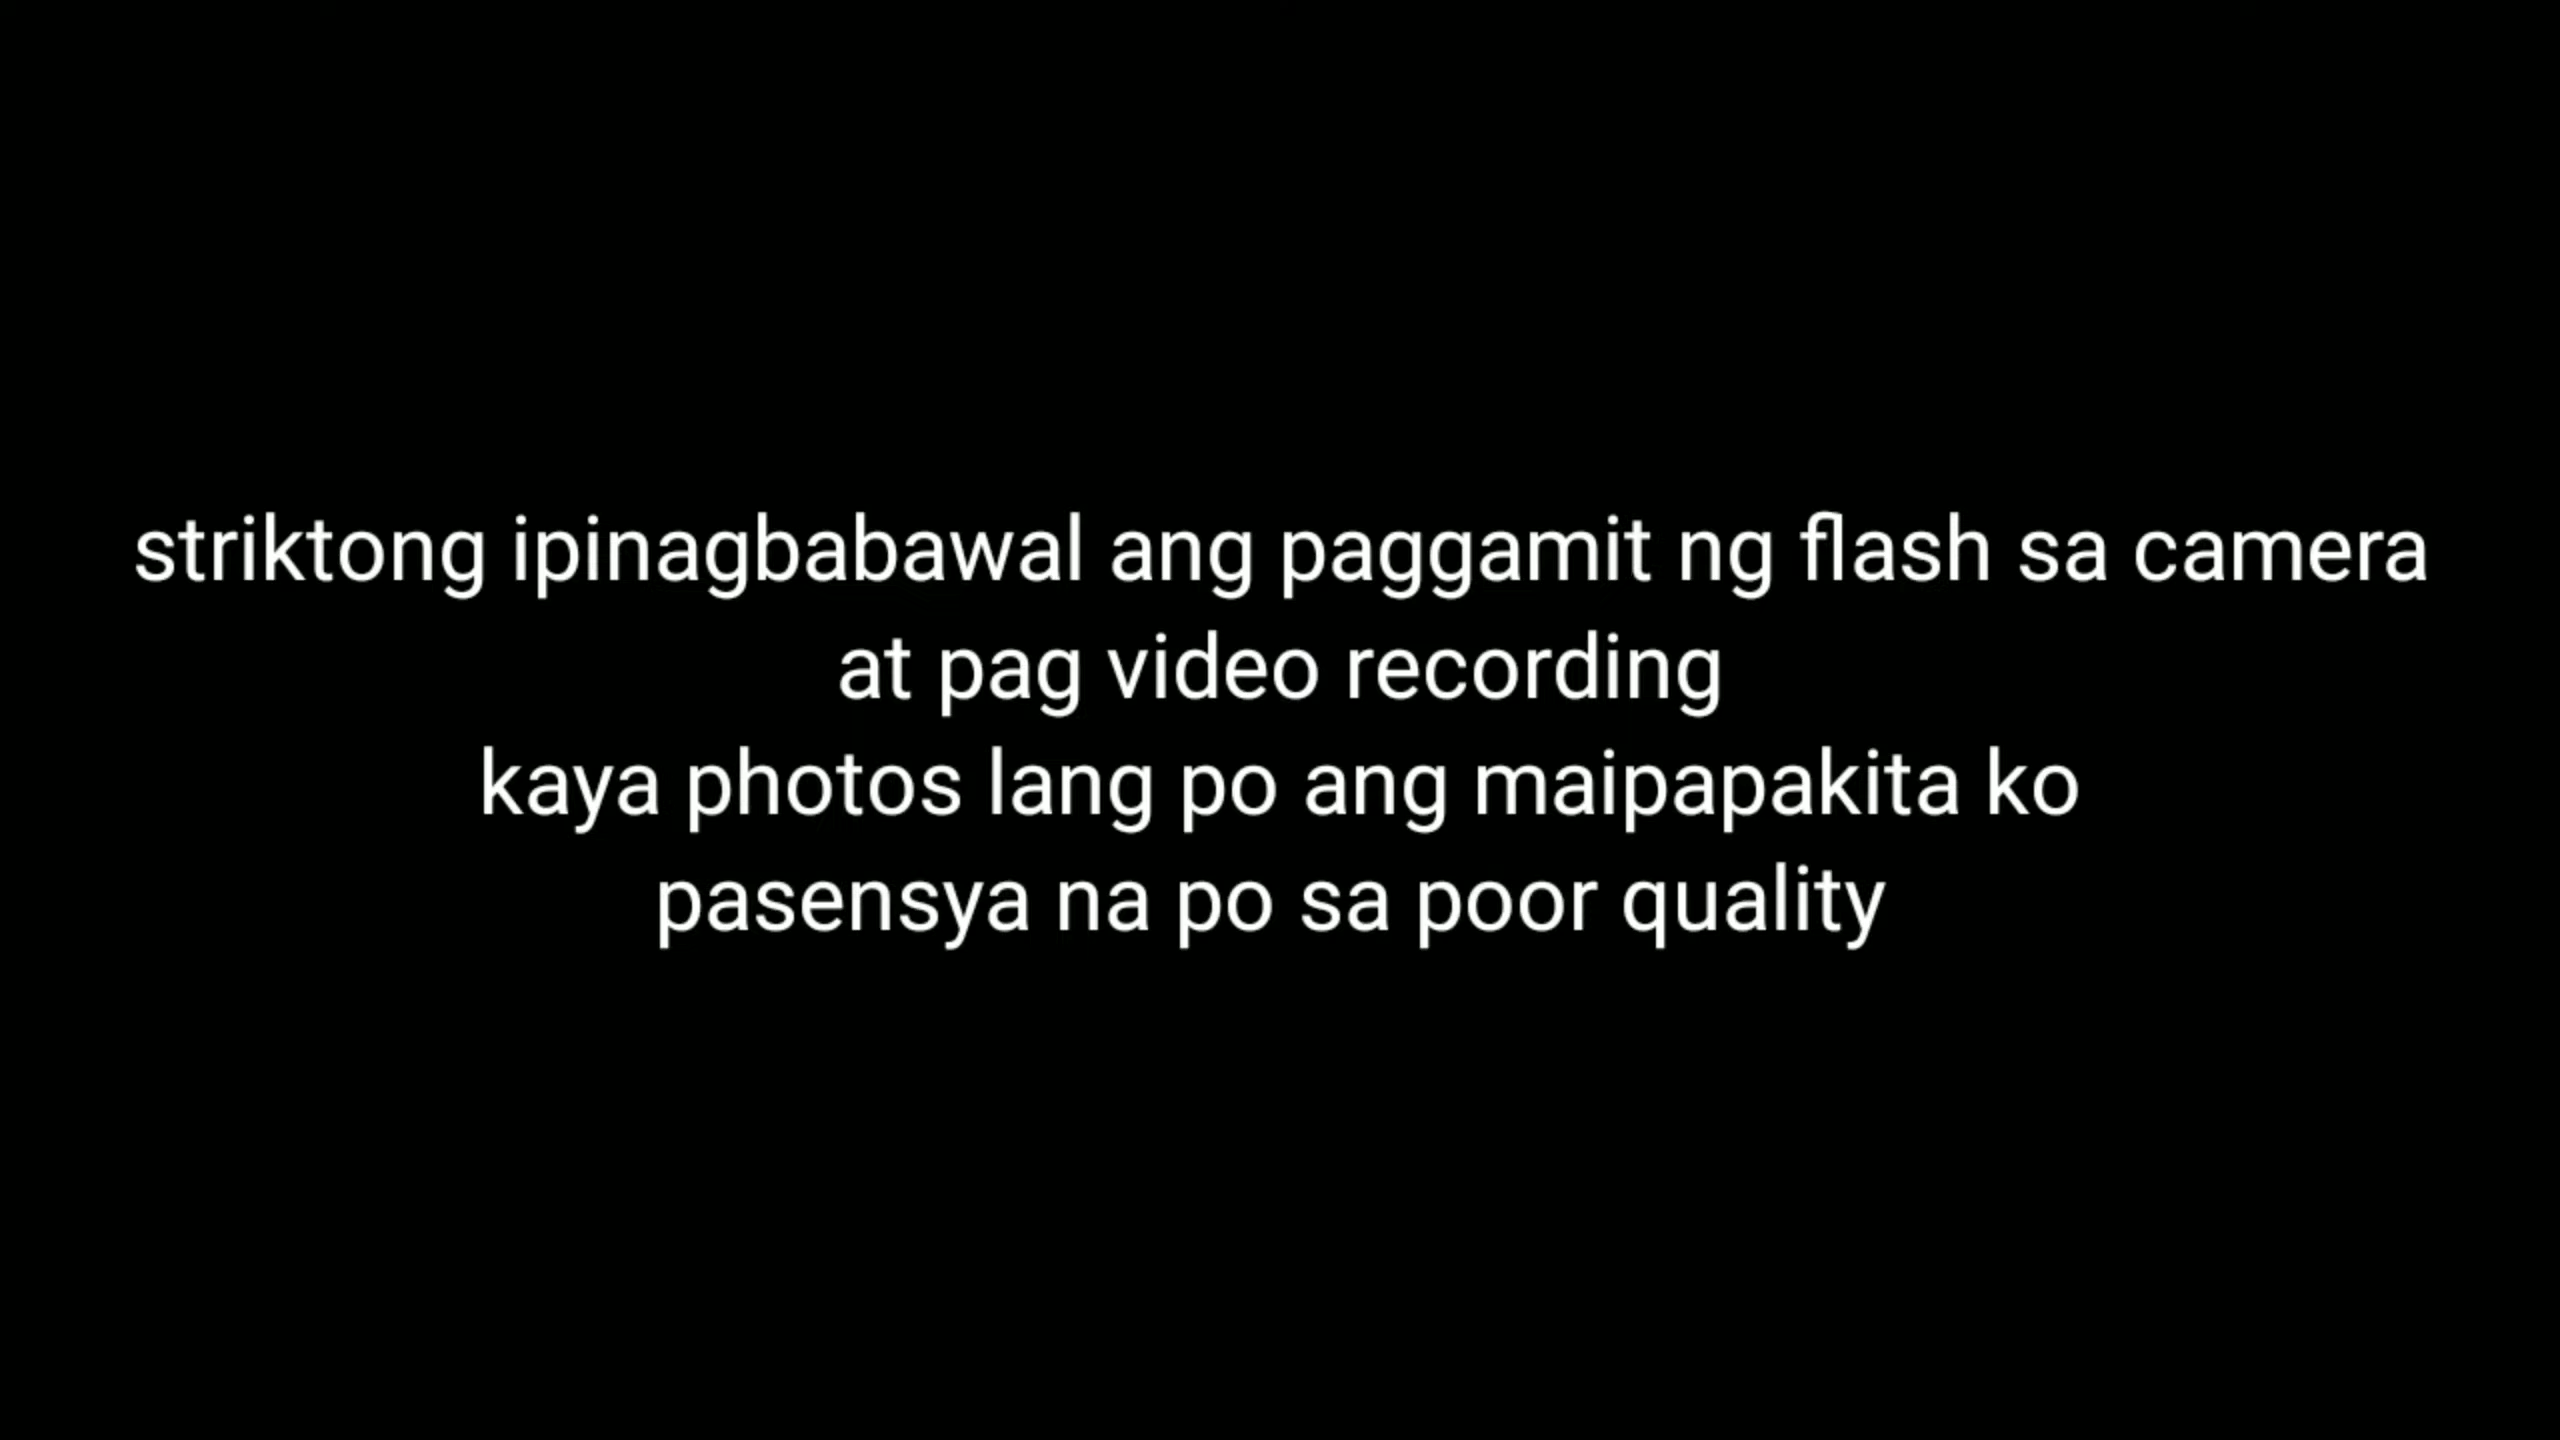 striktong ipinagbabawal ang paggamit ng flash sa camera
at pag video recording
kaya photos lang po ang maipapakita ko
pasensya na po sa poor quality